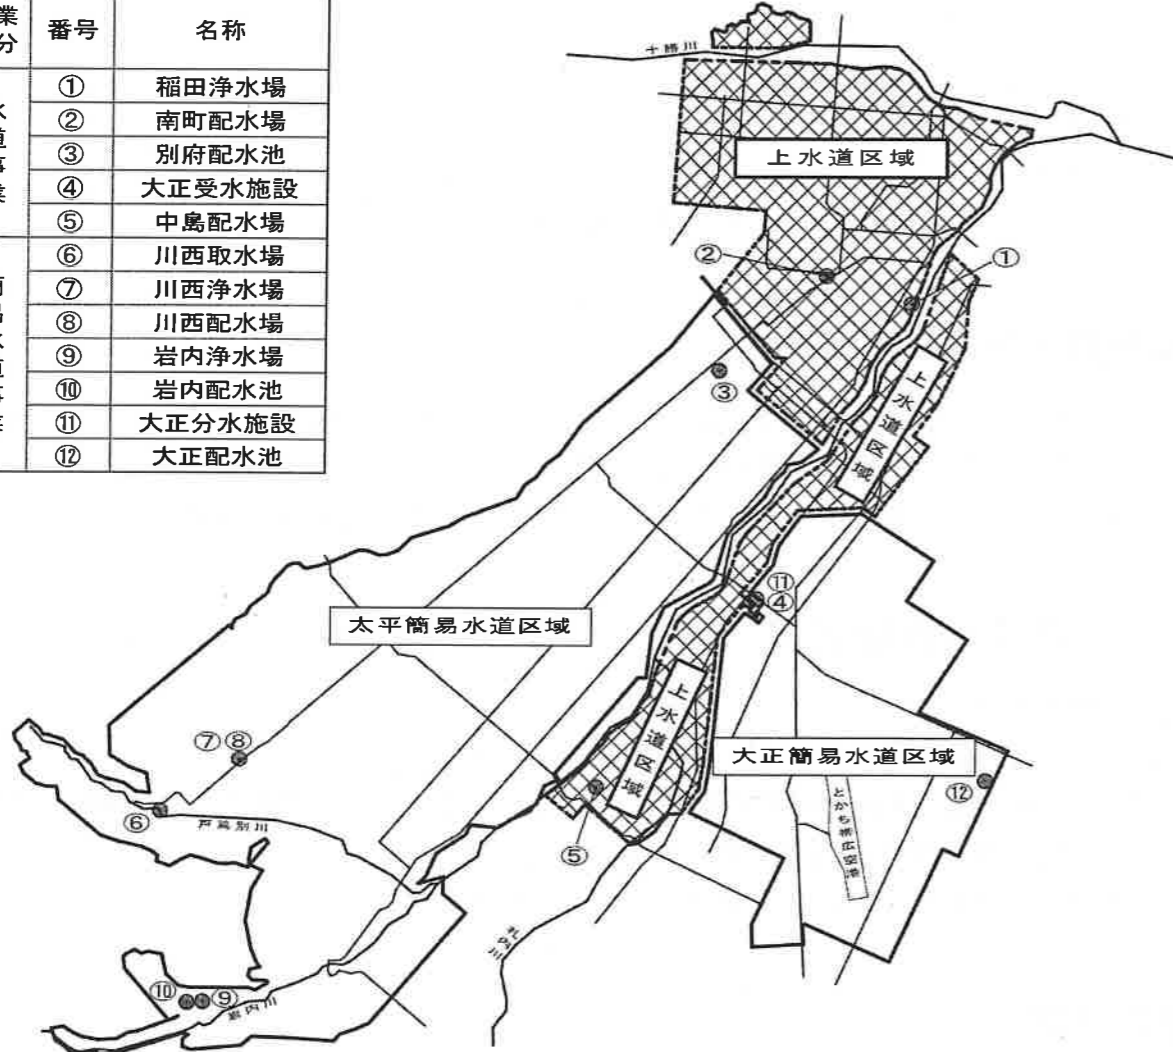 業 番号 名称
分
① 稲田浄水場
② 南町配水場
③ 別府配水池
④ 大正受水施設
⑤ 中島配水場
⑥ 川西取水場
⑦ 川西浄水場
⑧ 川西配水場
⑨ 岩内浄水場
⑩ 岩内配水池
⑪ 大正分水施設
⑫ 大正配水池
十勝川
上水道区域
②
①
③
上水道区域
⑪
④
太平簡易水道区域
上水道区域
⑦ ⑧
大正簡易水道区域
⑫
⑥
戸蔦別川
とかち帯広空港
⑤
札内川
⑩ ⑨
岩内川